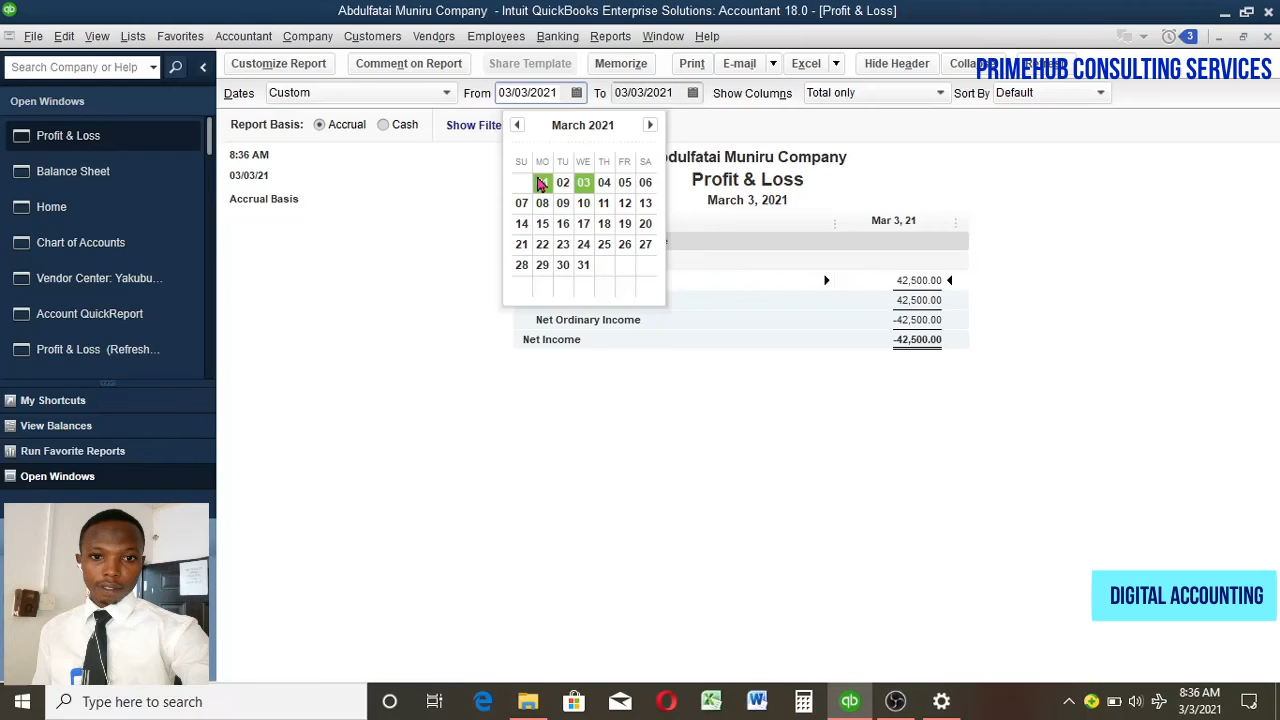 Abdulfatai Muniru Company - Intuit QuickBooks Enterprise Solutions: Accountant 18.0 - [Profit & Loss]
File Edit View Lists Favorites Accountant Company Customers Vendors Employees Banking Reports Window Help
3
Search Company or Help
Customize Report Comment on Report Share Template Memorize Print E-mail Excel Hide Header
PRIMEHUB CONSULTING SERVICES
Open Windows
Dates Custom From 03/03/2021 To 03/03/2021 Show Columns Total only Sort By Default
Report Basis: Accrual Cash Show Filte
March 2021
SU MO TU WE TH FR SA
02 03 04 05 06
07 08 09 10 11 12 13
14 15 16 17 18 19 20
21 22 23 24 25 26 27
28 29 30 31
8:36 AM
03/03/21
Accrual Basis
bdulfatai Muniru Company
Profit & Loss
March 3, 2021
Mar 3, 21
e
42,500.00
42,500.00
Net Ordinary Income -42,500.00
Net Income -42,500.00
Profit & Loss
Balance Sheet
Home
Chart of Accounts
Vendor Center: Yakubu...
Account QuickReport
Profit & Loss (Refresh...
My Shortcuts
View Balances
Run Favorite Reports
Open Windows
DIGITAL ACCOUNTING
Type here to search
8:36 AM
3/3/2021